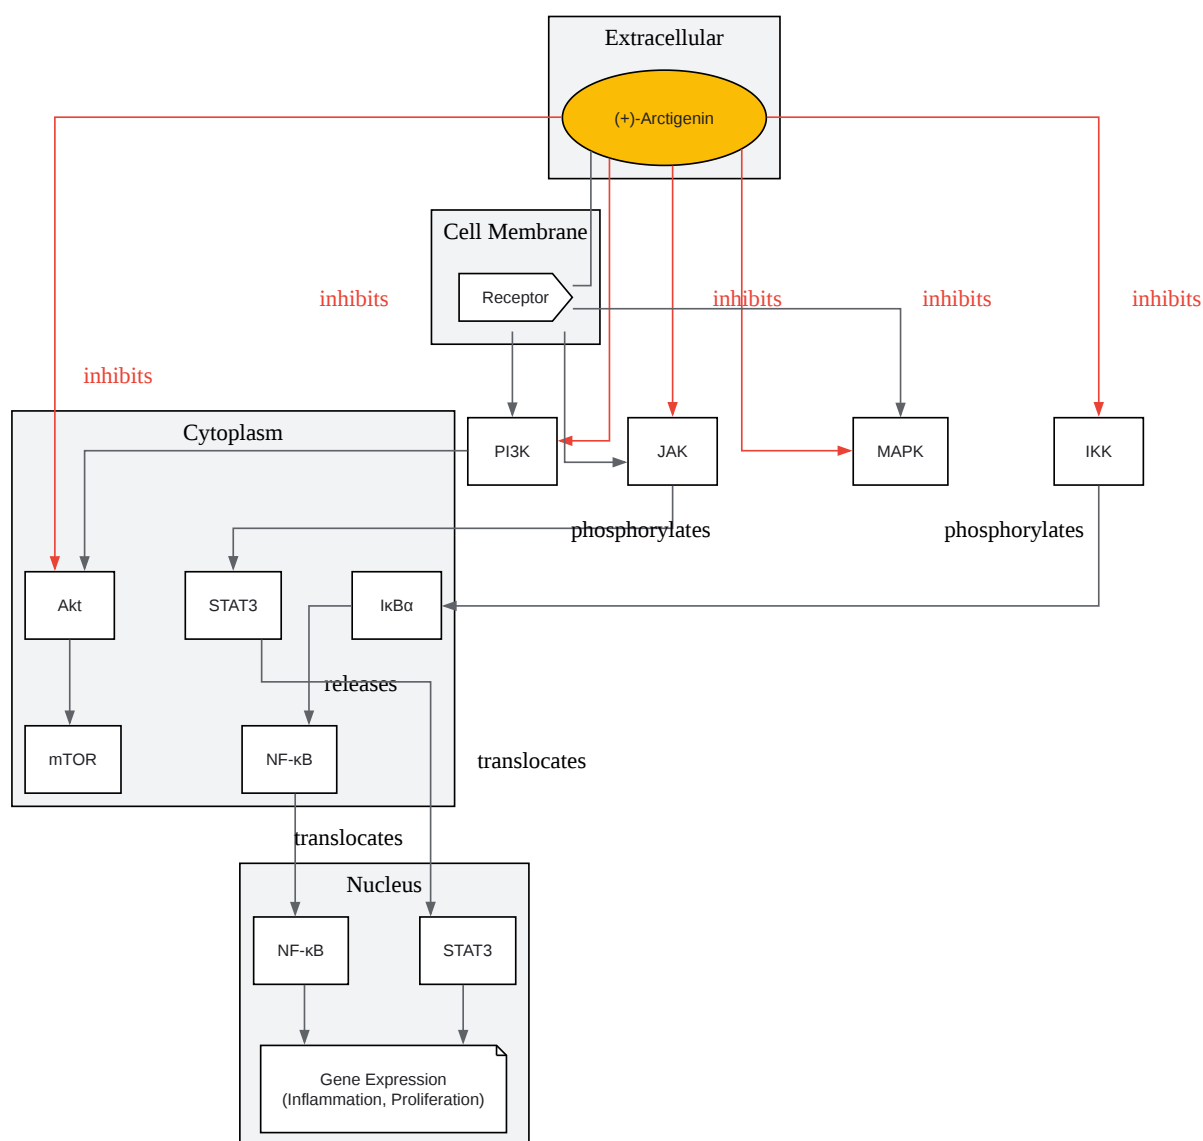 Extracellular
(+)-Arctigenin
Cell Membrane
Receptor
inhibits
inhibits
inhibits
inhibits
inhibits
Cytoplasm
PI3K
JAK
MAPK
IKK
phosphorylates
phosphorylates
Akt
STAT3
IκBα
releases
mTOR
NF-κB
translocates
translocates
Nucleus
NF-κB
STAT3
Gene Expression
(Inflammation, Proliferation)